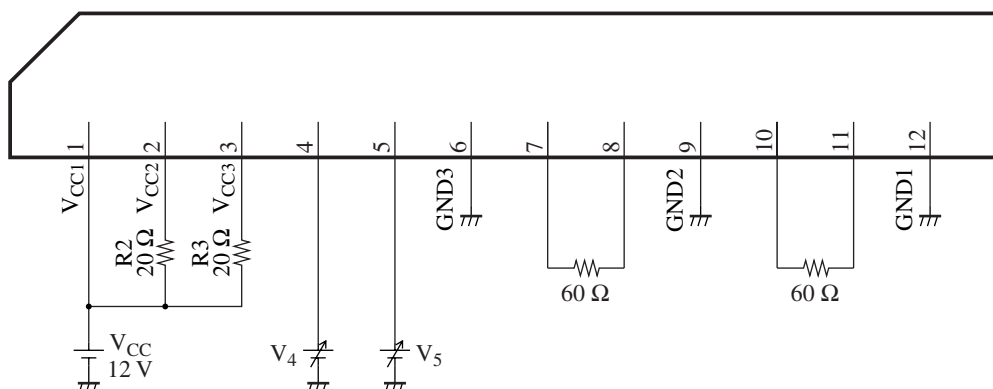 1 2 3 4 5 6 7 8 9 10 11 12
VCC1 VCC2 VCC3 GND3 GND2 GND1
R2 20 Ω R3 20 Ω
60 Ω 60 Ω
VCC
12 V
V4 V5